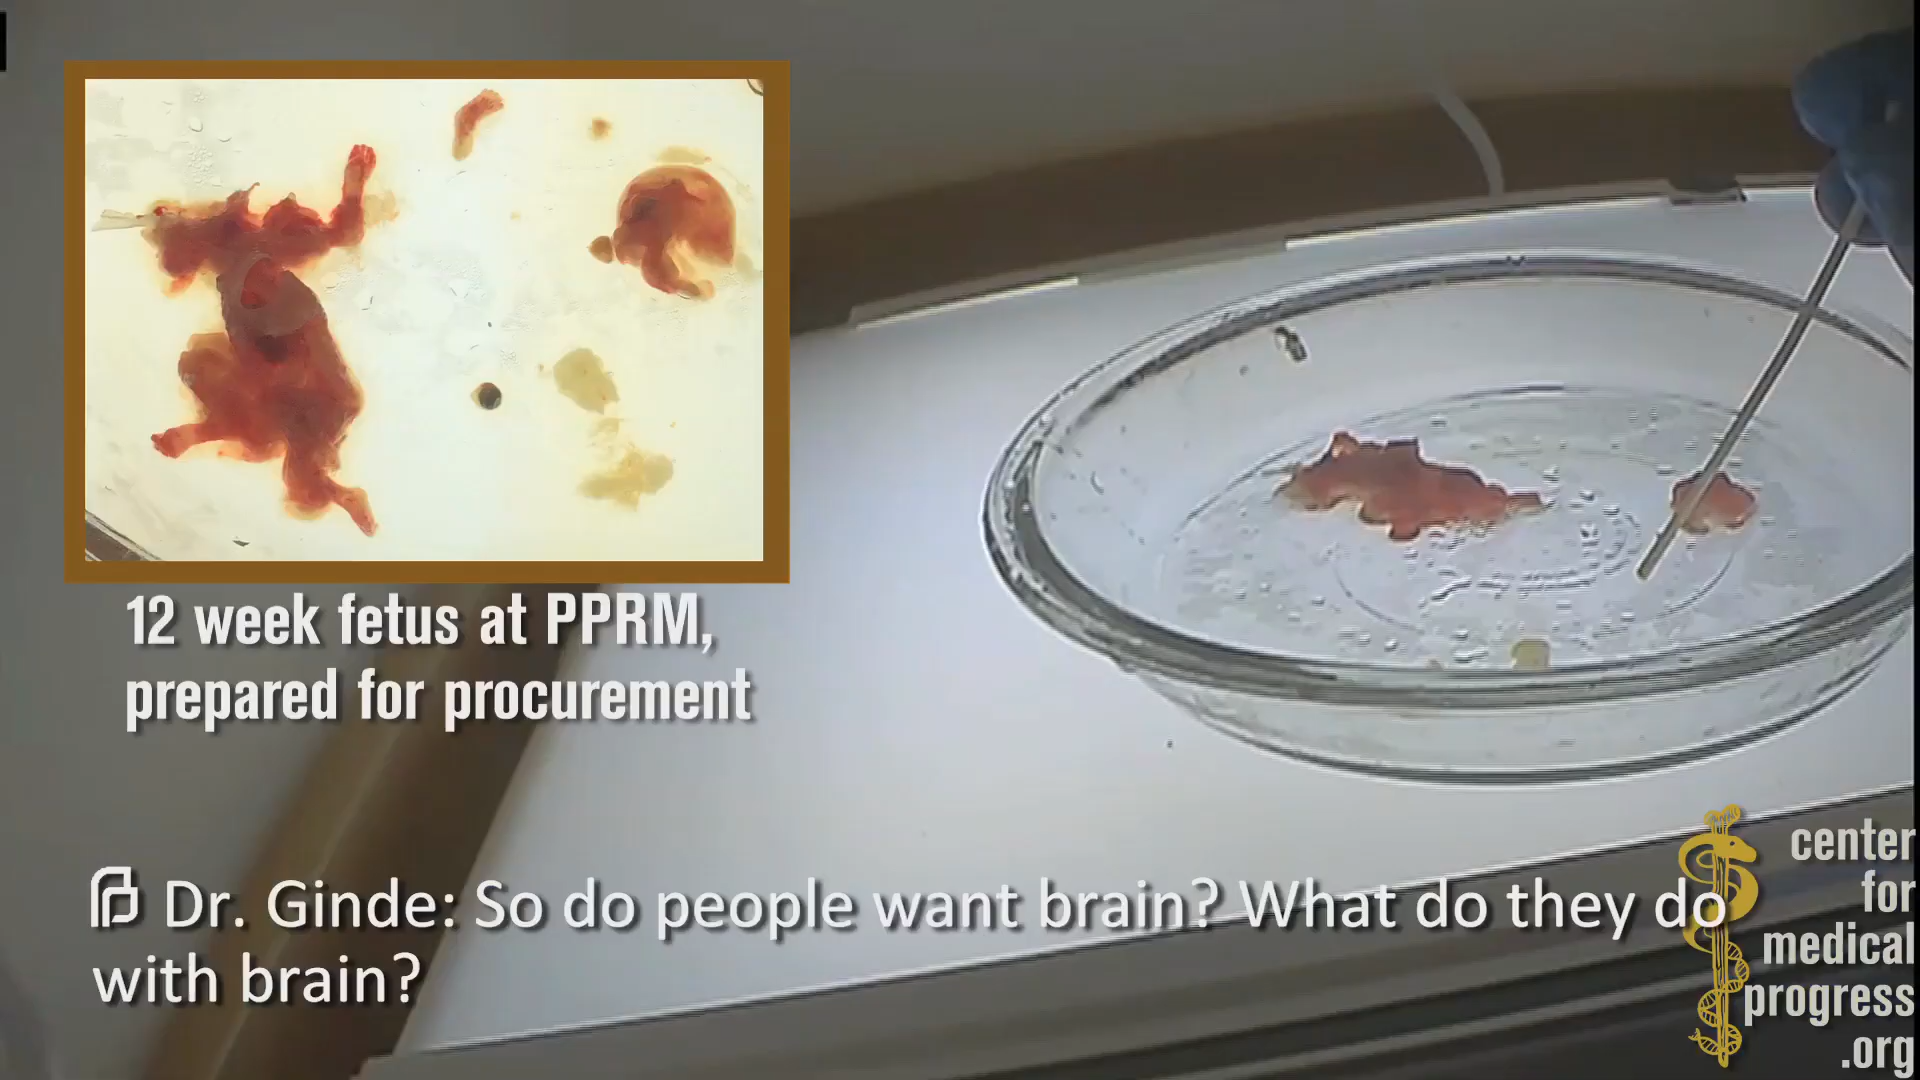 12 week fetus at PPRM,
prepared for procurement
Dr. Ginde: So do people want brain? What do they do
with brain?
center
for
medical
progress
.org